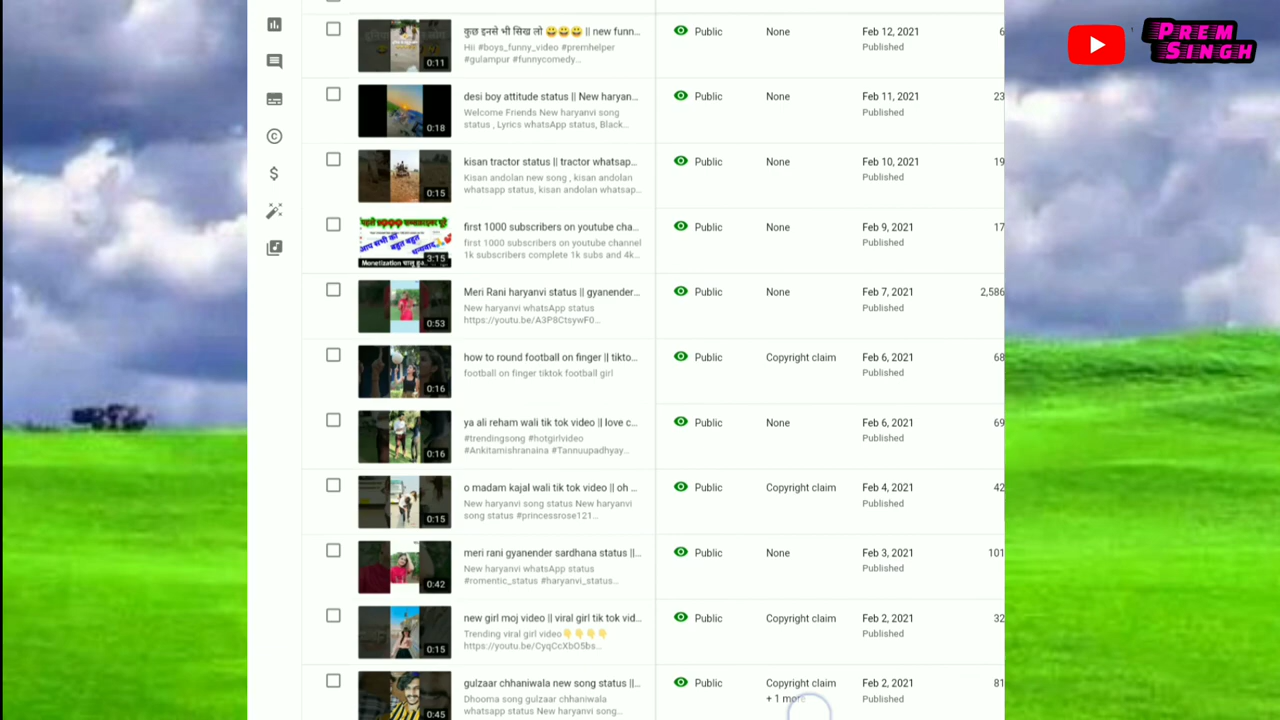 PREM
SINGH
कुछ इनसे भी सिख लो 😀😀😀 || new funn...
Hii #boys_funny_video #premhelper
#gulampur #funnycomedy...
0:11
Public
None
Feb 12, 2021
Published
6
desi boy attitude status || New haryan...
Welcome Friends New haryanvi song
status , Lyrics whatsApp status, Black...
0:18
Public
None
Feb 11, 2021
Published
23
kisan tractor status || tractor whatsap...
Kisan andolan new song , kisan andolan
whatsapp status, kisan andolan whatsap...
0:15
Public
None
Feb 10, 2021
Published
19
आप सभी का
बहुत बहुत
Monetization चालू
3:15
first 1000 subscribers on youtube cha...
first 1000 subscribers on youtube channel
1k subscribers complete 1k subs and 4k...
Public
None
Feb 9, 2021
Published
17
Meri Rani haryanvi status || gyanender...
New haryanvi whatsApp status
https://youtu.be/A3P8CtsywF0...
0:53
Public
None
Feb 7, 2021
Published
2,586
how to round football on finger || tikto...
football on finger tiktok football girl
0:16
Public
Copyright claim
Feb 6, 2021
Published
68
ya ali reham wali tik tok video || love c...
#trendingsong #hotgirlvideo
#Ankitamishranaina #Tannuupadhyay...
0:16
Public
None
Feb 6, 2021
Published
69
o madam kajal wali tik tok video || oh ...
New haryanvi song status New haryanvi
song status #princessrose121...
0:15
Public
Copyright claim
Feb 4, 2021
Published
42
meri rani gyanender sardhana status ||...
New haryanvi whatsApp status
#romentic_status #haryanvi_status...
0:42
Public
None
Feb 3, 2021
Published
101
new girl moj video || viral girl tik tok vid...
Trending viral girl video👇👇👇👇
https://youtu.be/CyqCcXbO5bs...
0:15
Public
Copyright claim
Feb 2, 2021
Published
32
gulzaar chhaniwala new song status ||...
Dhooma song gulzaar chhaniwala
whatsapp status New haryanvi song...
0:45
Public
Copyright claim
+ 1 more
Feb 2, 2021
Published
81